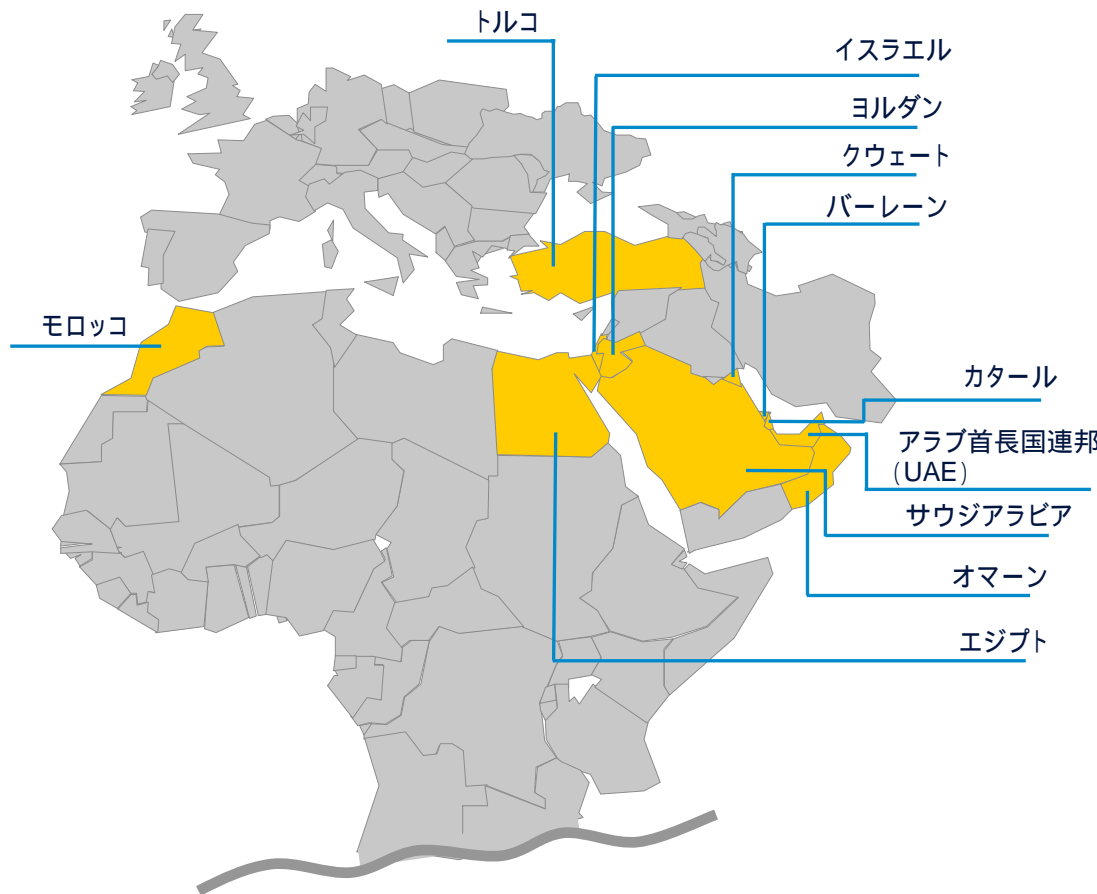 トルコ
イスラエル
ヨルダン
クウェート
バーレーン
モロッコ
カタール
アラブ首長国連邦
(UAE)
サウジアラビア
オマーン
エジプト